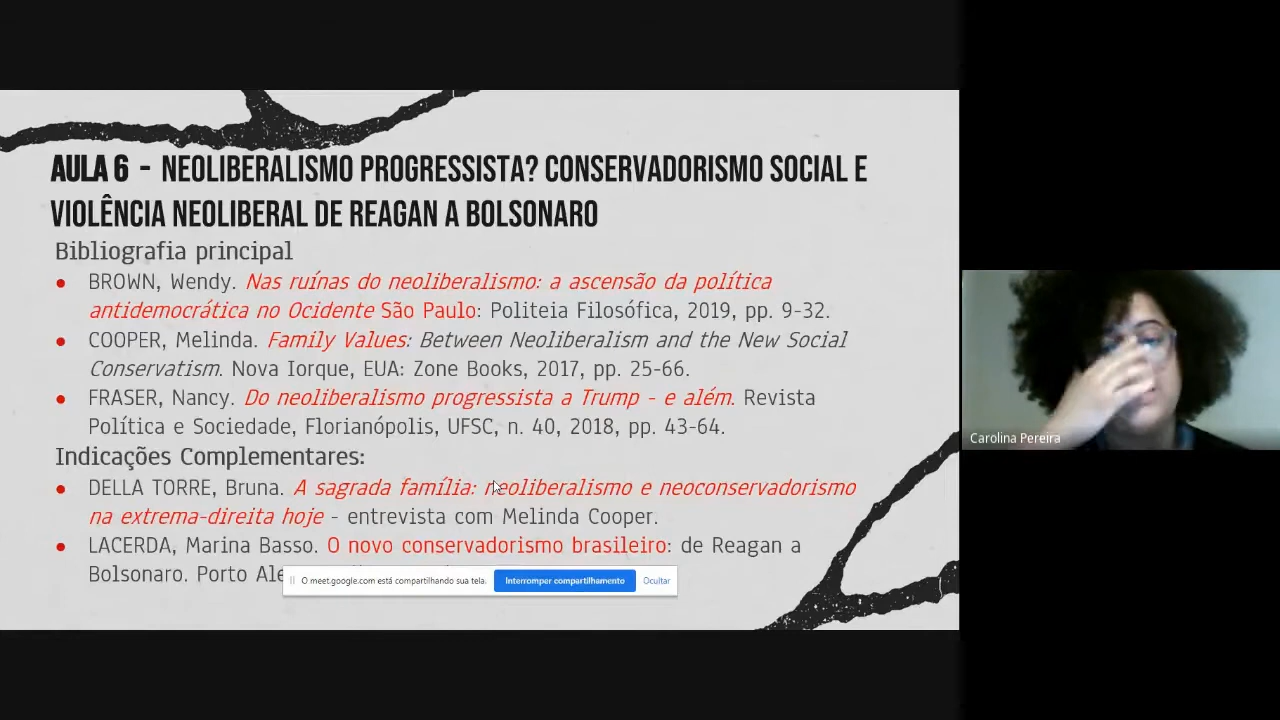 AULA 6 - NEOLIBERALISMO PROGRESSISTA? CONSERVADORISMO SOCIAL E
VIOLÊNCIA NEOLIBERAL DE REAGAN A BOLSONARO
Bibliografia principal
● BROWN, Wendy. Nas ruínas do neoliberalismo: a ascensão da política
antidemocrática no Ocidente São Paulo: Politeia Filosófica, 2019, pp. 9-32.
● COOPER, Melinda. Family Values: Between Neoliberalism and the New Social
Conservatism. Nova Iorque, EUA: Zone Books, 2017, pp. 25-66.
● FRASER, Nancy. Do neoliberalismo progressista a Trump - e além. Revista
Política e Sociedade, Florianópolis, UFSC, n. 40, 2018, pp. 43-64.
Indicações Complementares:
● DELLA TORRE, Bruna. A sagrada família: neoliberalismo e neoconservadorismo
na extrema-direita hoje - entrevista com Melinda Cooper.
● LACERDA, Marina Basso. O novo conservadorismo brasileiro: de Reagan a
Bolsonaro. Porto Ale
O meet.google.com está compartilhando sua tela. Interromper compartilhamento Ocultar
Carolina Pereira